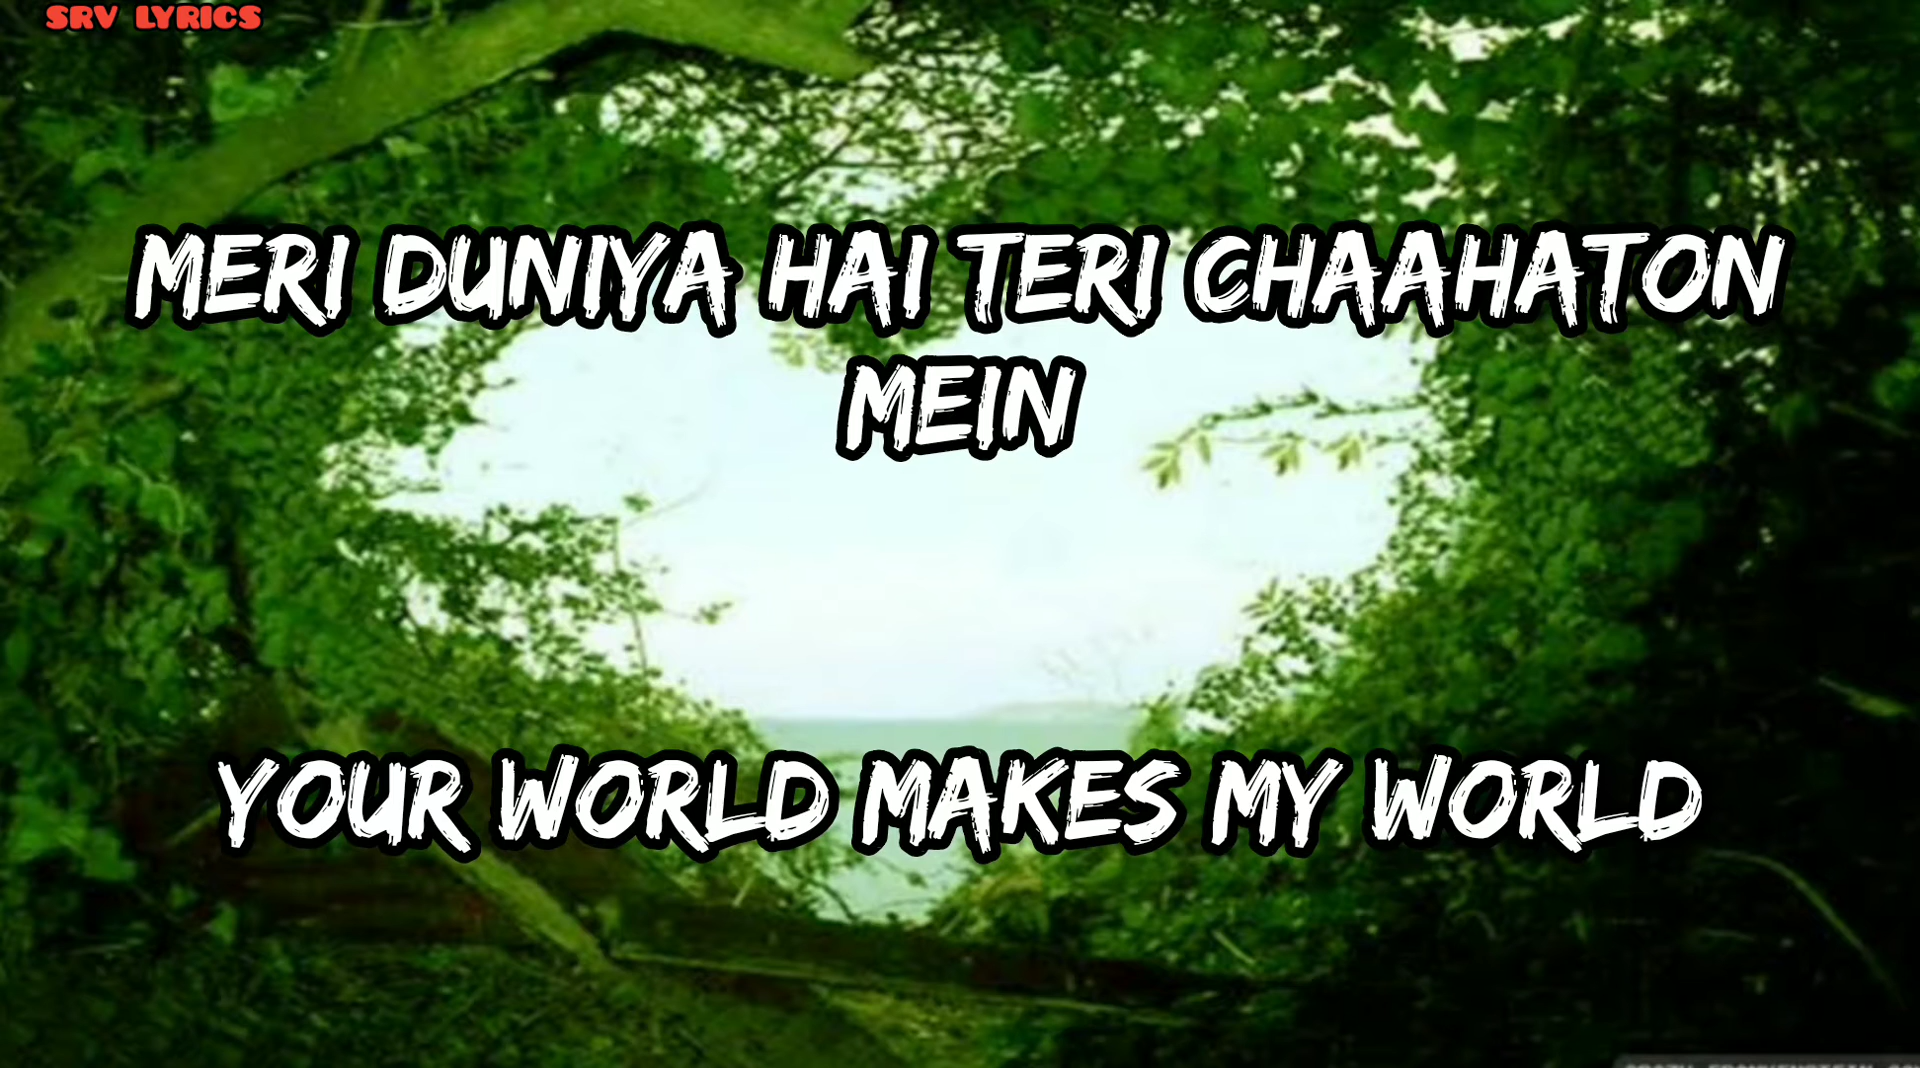 SRV LYRICS
MERI DUNIYA HAI TERI CHAAHATON
MEIN
YOUR WORLD MAKES MY WORLD